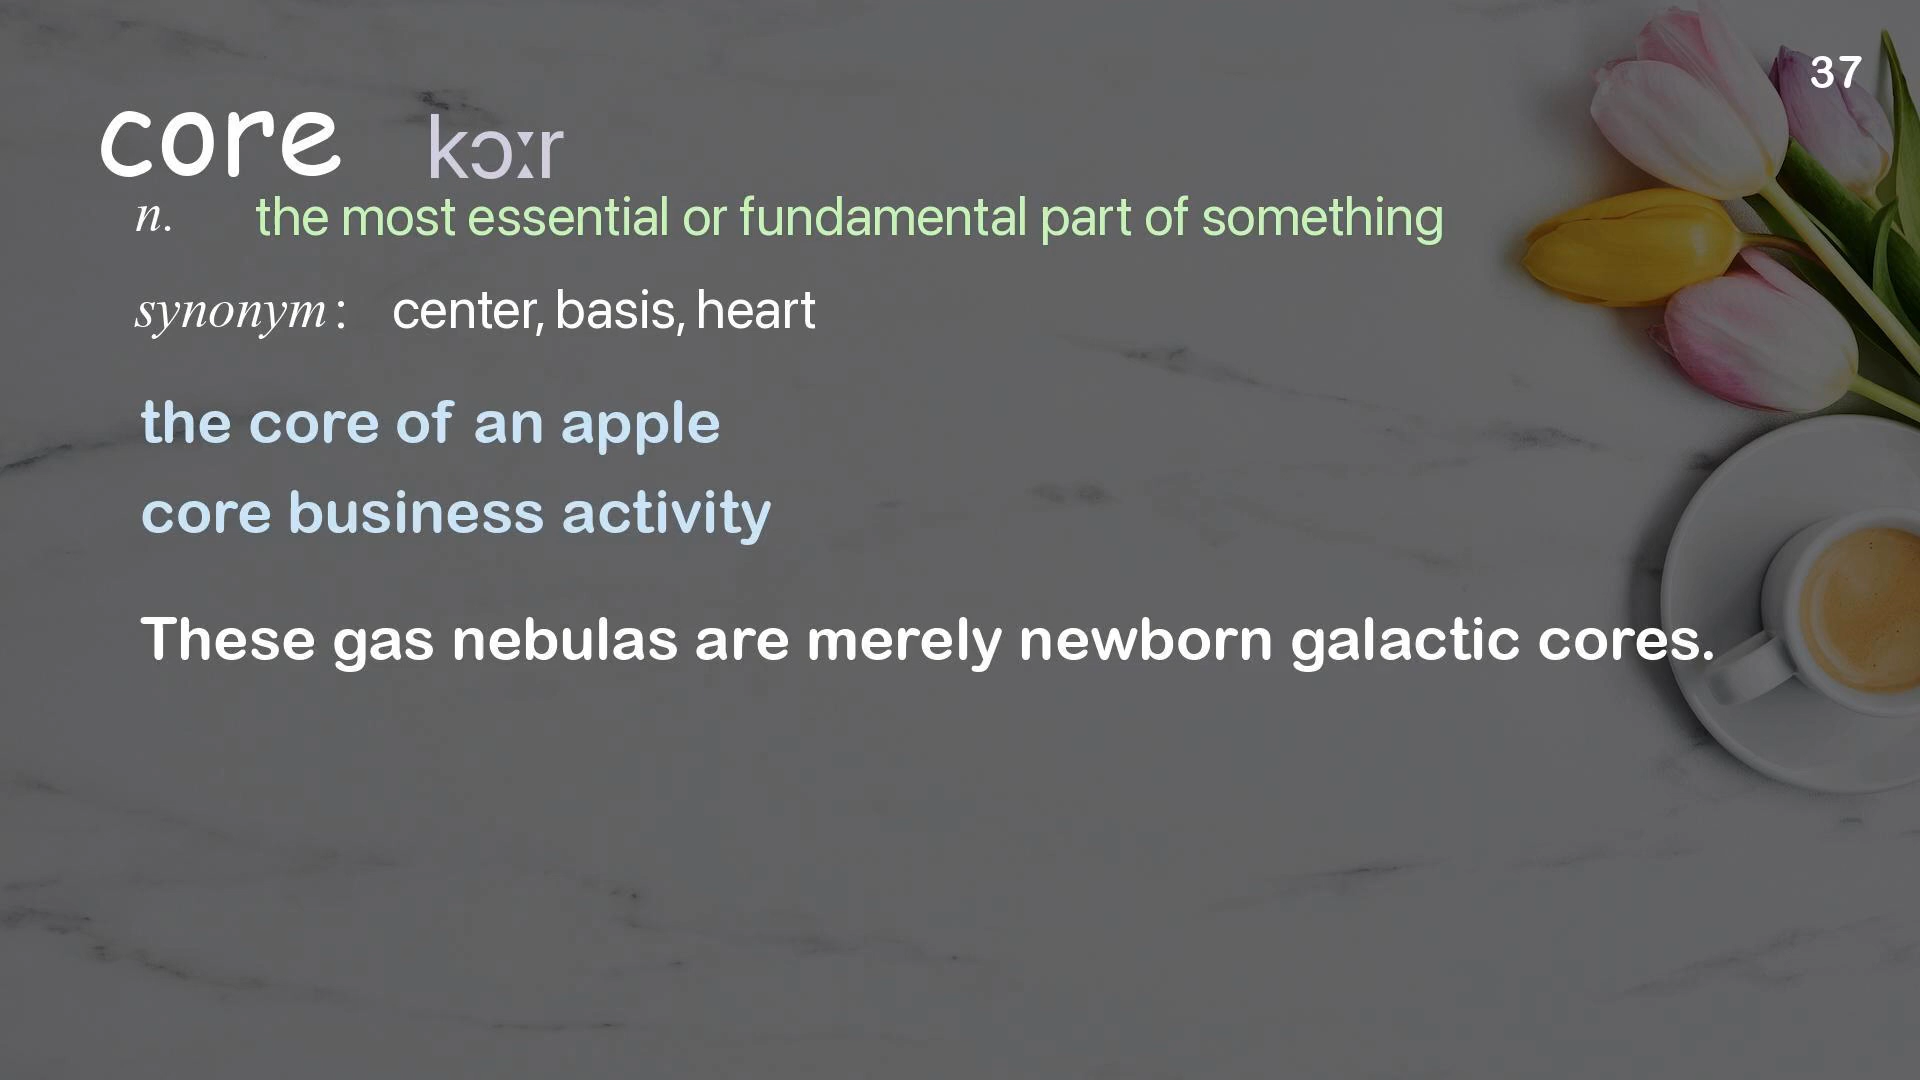 37
core kɔːr
n. the most essential or fundamental part of something
synonym: center, basis, heart
the core of an apple
core business activity
These gas nebulas are merely newborn galactic cores.